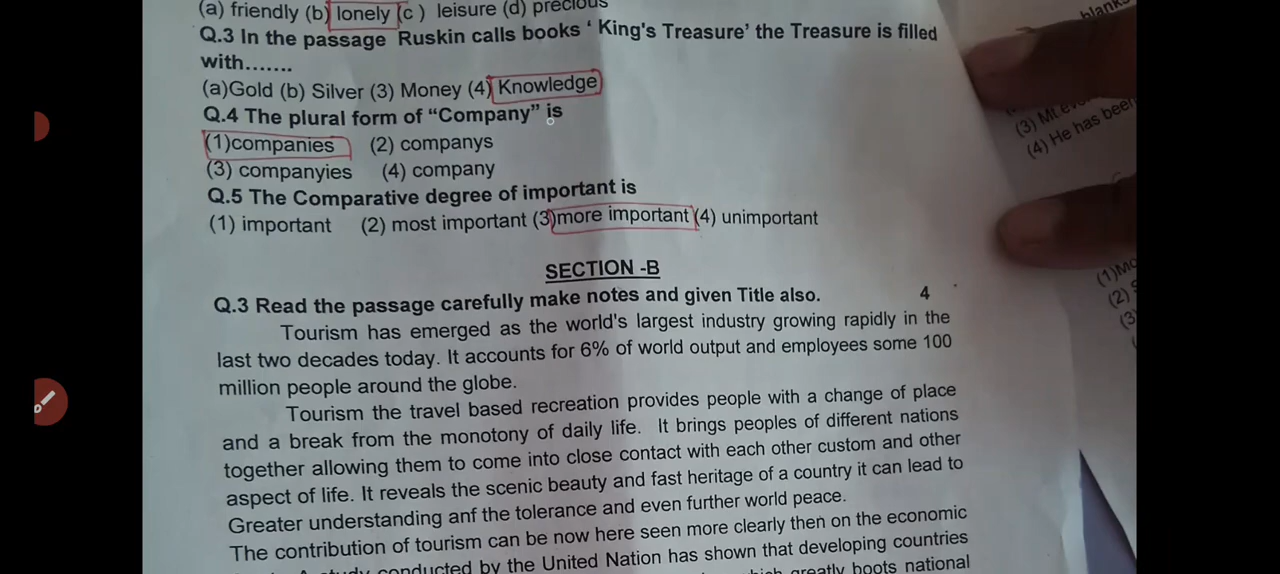 (a) friendly (b) lonely (c ) leisure (d) precious
Q.3 In the passage Ruskin calls books ‘ King's Treasure’ the Treasure is filled
with.......
(a)Gold (b) Silver (3) Money (4) Knowledge
Q.4 The plural form of “Company” is
(1)companies (2) companys
(3) companyies (4) company
Q.5 The Comparative degree of important is
(1) important (2) most important (3)more important (4) unimportant
SECTION -B
Q.3 Read the passage carefully make notes and given Title also. 4
Tourism has emerged as the world's largest industry growing rapidly in the
last two decades today. It accounts for 6% of world output and employees some 100
million people around the globe.
Tourism the travel based recreation provides people with a change of place
and a break from the monotony of daily life. It brings peoples of different nations
together allowing them to come into close contact with each other custom and other
aspect of life. It reveals the scenic beauty and fast heritage of a country it can lead to
Greater understanding anf the tolerance and even further world peace.
The contribution of tourism can be now here seen more clearly then on the economic
conducted by the United Nation has shown that developing countries
greatly boots national
blanks
(3) Mt
(4) He has been
(1)
(2)
(3)